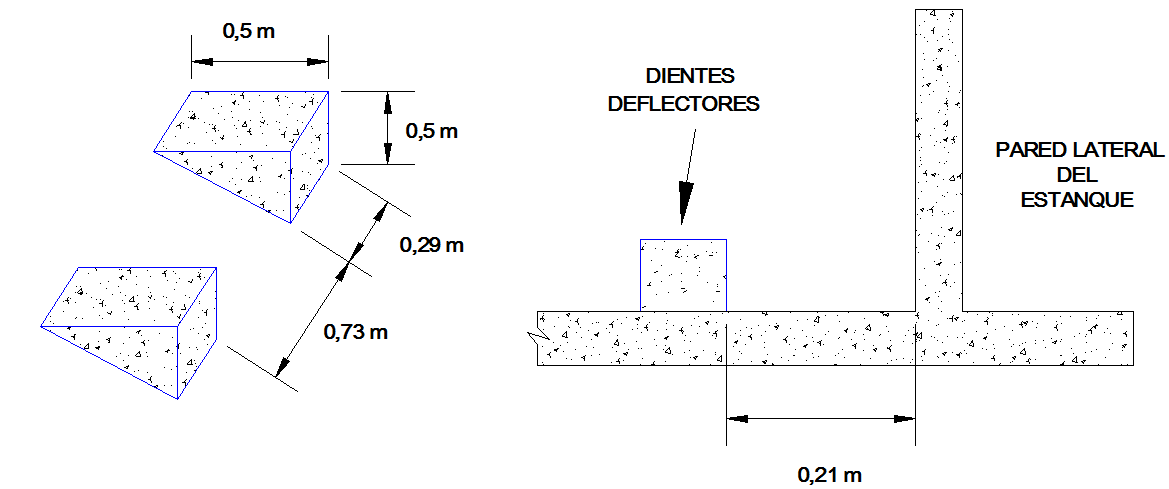 0,5 m
0,5 m
0,29 m
0,73 m
DIENTES
DEFLECTORES
PARED LATERAL
DEL
ESTANQUE
0,21 m